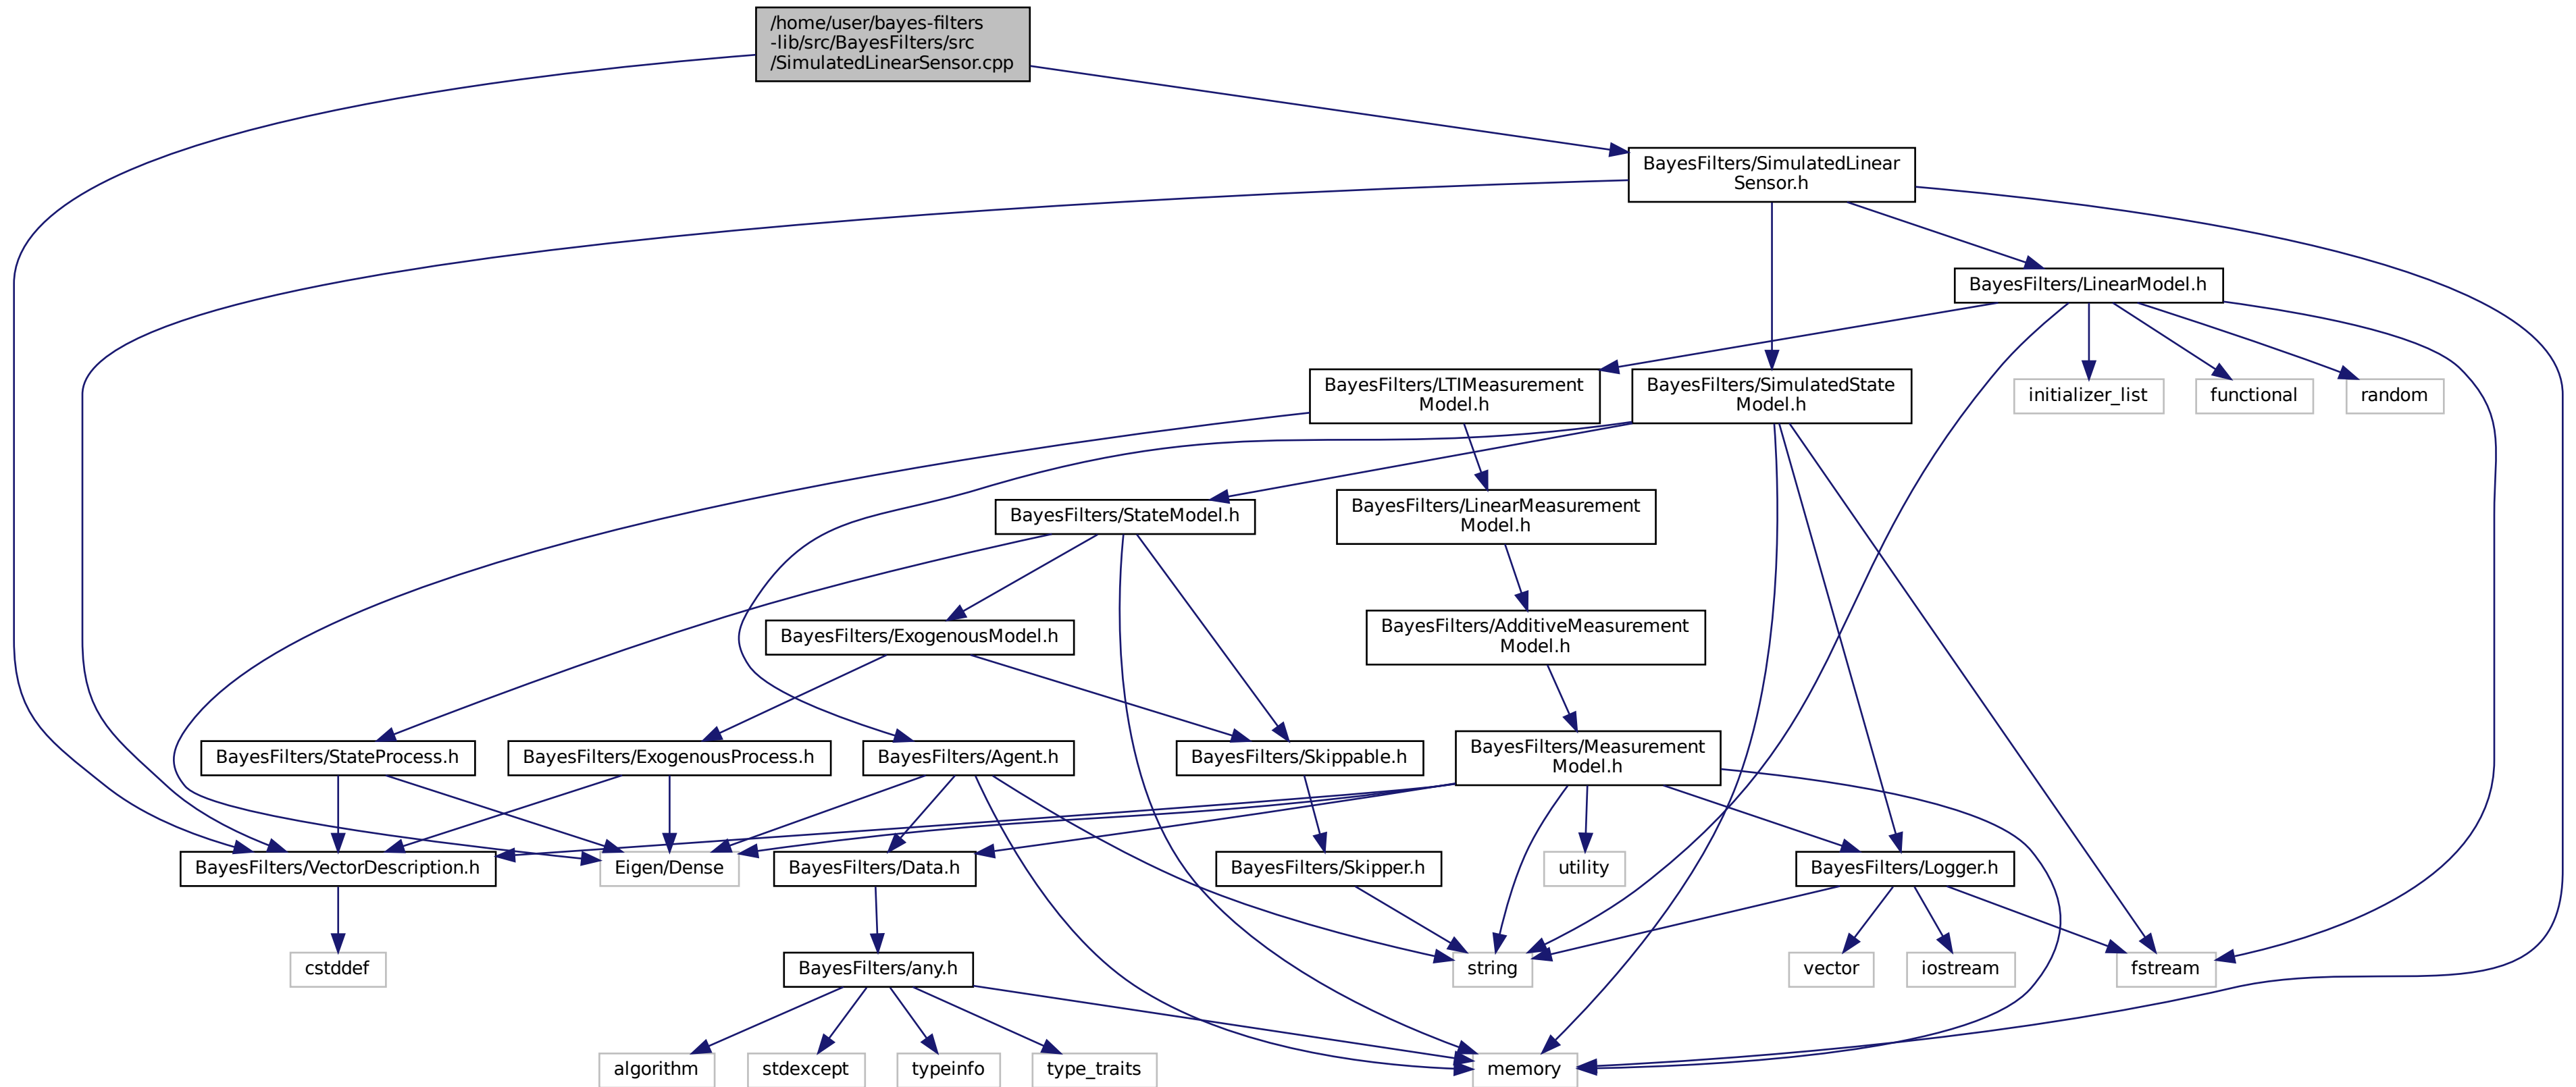 /home/user/bayes-filters
-lib/src/BayesFilters/src
/SimulatedLinearSensor.cpp
BayesFilters/SimulatedLinear
Sensor.h
BayesFilters/LinearModel.h
BayesFilters/LTIMeasurement
Model.h
BayesFilters/SimulatedState
Model.h
initializer_list
functional
random
BayesFilters/StateModel.h
BayesFilters/LinearMeasurement
Model.h
BayesFilters/ExogenousModel.h
BayesFilters/AdditiveMeasurement
Model.h
BayesFilters/StateProcess.h
BayesFilters/ExogenousProcess.h
BayesFilters/Agent.h
BayesFilters/Skippable.h
BayesFilters/Measurement
Model.h
BayesFilters/VectorDescription.h
Eigen/Dense
BayesFilters/Data.h
BayesFilters/Skipper.h
utility
BayesFilters/Logger.h
cstddef
BayesFilters/any.h
string
vector
iostream
fstream
algorithm
stdexcept
typeinfo
type_traits
memory